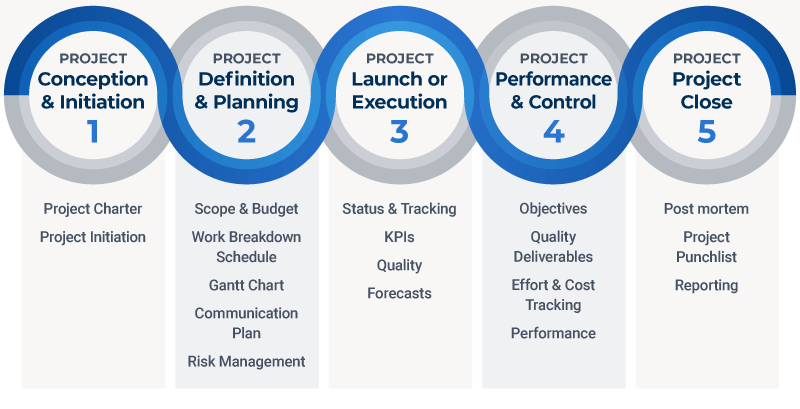 PROJECT
Conception
& Initiation
1
Project Charter
Project Initiation
PROJECT
Definition
& Planning
2
Scope & Budget
Work Breakdown
Schedule
Gantt Chart
Communication
Plan
Risk Management
PROJECT
Launch or
Execution
3
Status & Tracking
KPIs
Quality
Forecasts
PROJECT
Performance
& Control
4
Objectives
Quality
Deliverables
Effort & Cost
Tracking
Performance
PROJECT
Project
Close
5
Post mortem
Project
Punchlist
Reporting